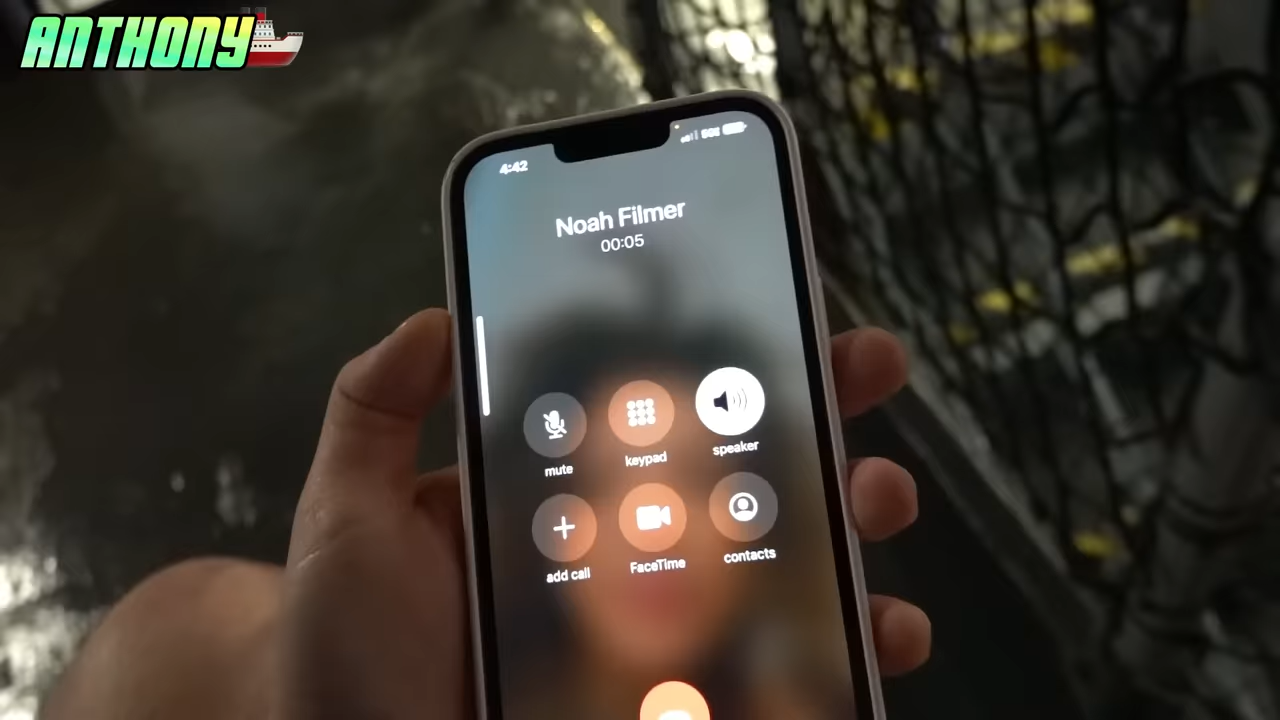 ANTHONY
4:42
Noah Filmer
00:05
mute
keypad
speaker
add call
FaceTime
contacts